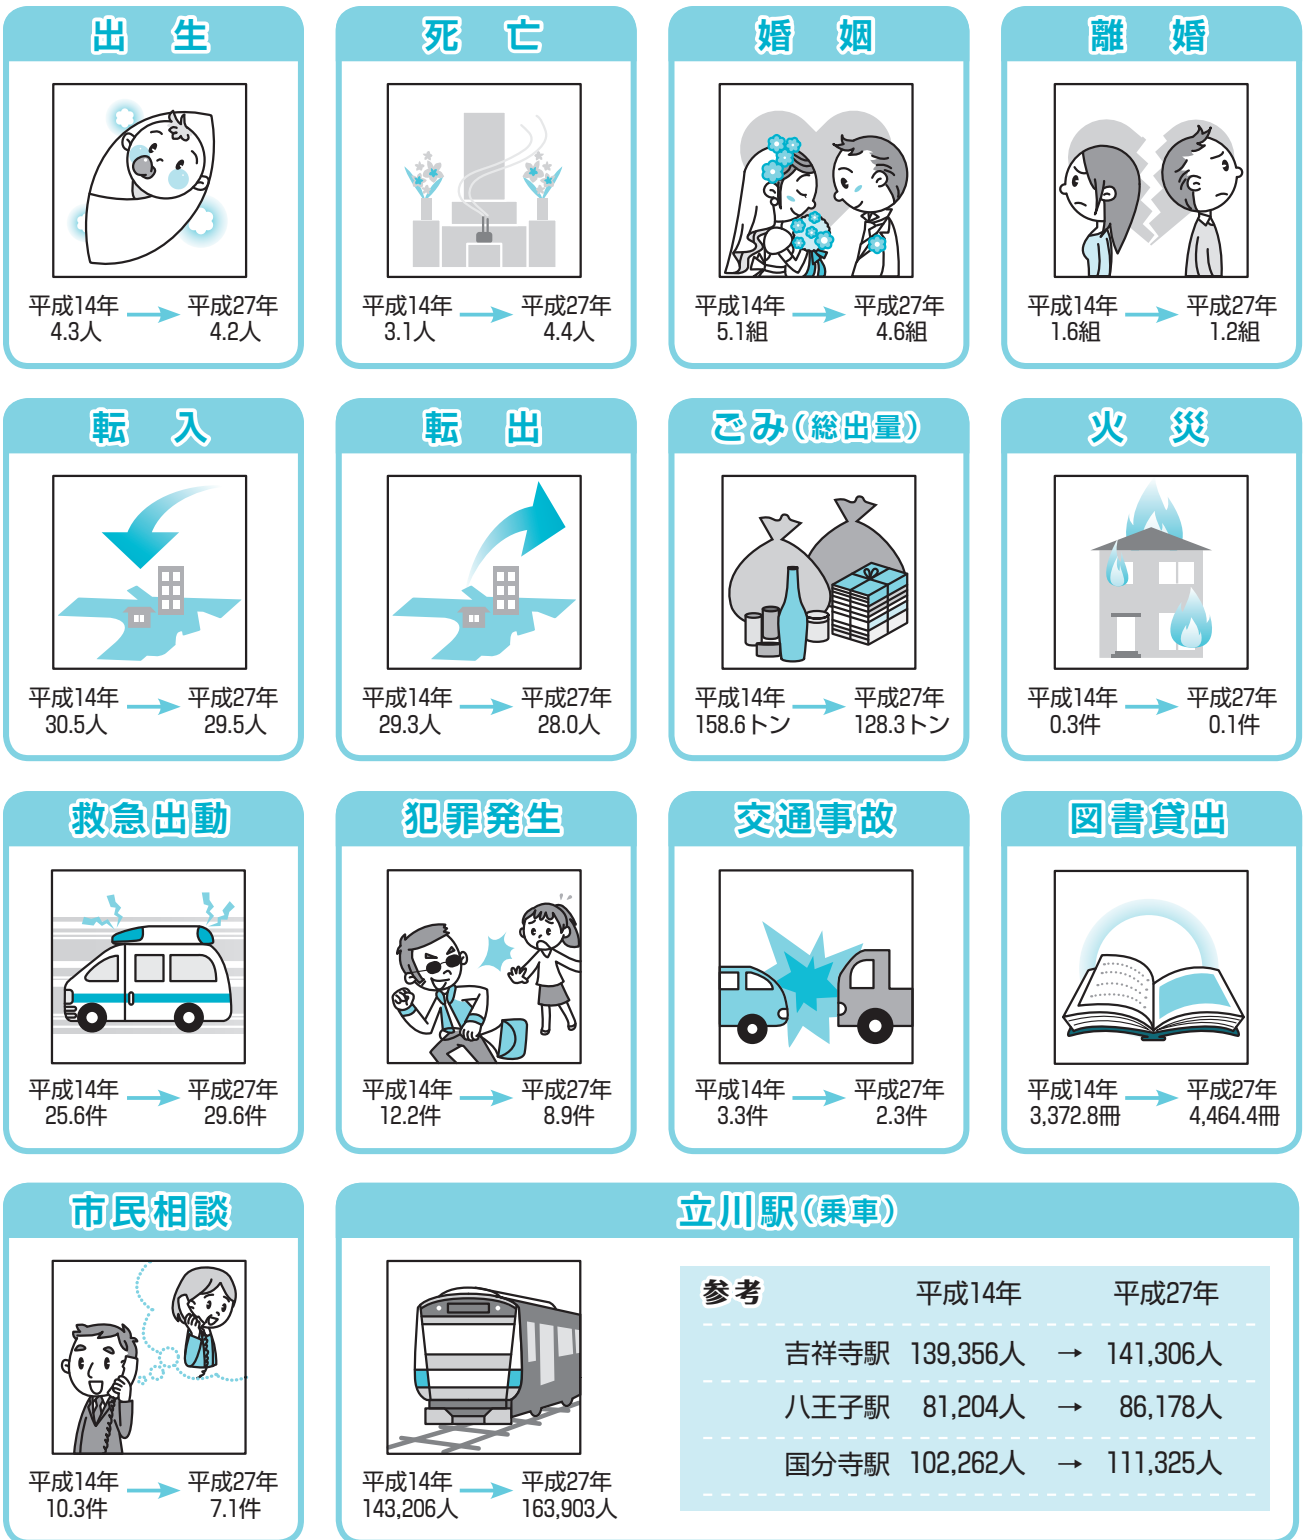 出生
平成14年 → 平成27年
4.3人 4.2人
死亡
平成14年 → 平成27年
3.1人 4.4人
婚姻
平成14年 → 平成27年
5.1組 4.6組
離婚
平成14年 → 平成27年
1.6組 1.2組
転入
平成14年 → 平成27年
30.5人 29.5人
転出
平成14年 → 平成27年
29.3人 28.0人
ごみ(総出量)
平成14年 → 平成27年
158.6トン 128.3トン
火災
平成14年 → 平成27年
0.3件 0.1件
救急出動
平成14年 → 平成27年
25.6件 29.6件
犯罪発生
平成14年 → 平成27年
12.2件 8.9件
交通事故
平成14年 → 平成27年
3.3件 2.3件
図書貸出
平成14年 → 平成27年
3,372.8冊 4,464.4冊
市民相談
平成14年 → 平成27年
10.3件 7.1件
立川駅(乗車)
平成14年 → 平成27年
143,206人 163,903人
参考 平成14年 平成27年
吉祥寺駅 139,356人 → 141,306人
八王子駅 81,204人 → 86,178人
国分寺駅 102,262人 → 111,325人